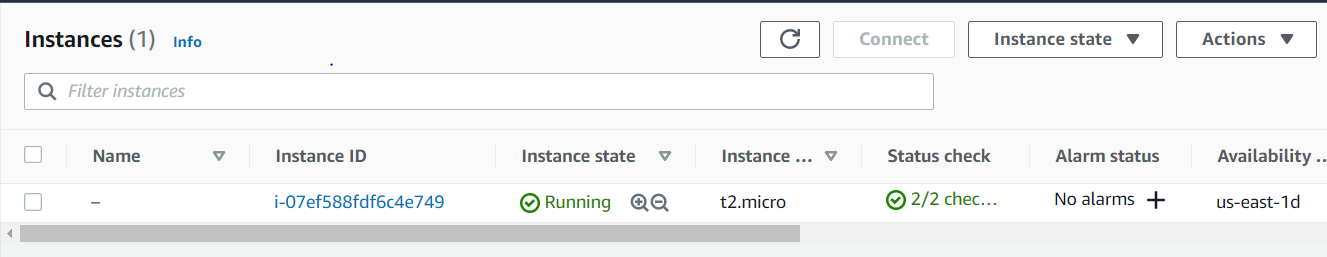 Instances (1) Info Connect Instance state Actions
Filter instances
Name Instance ID Instance state Instance ... Status check Alarm status Availability ..
– i-07ef588fdf6c4e749 Running t2.micro 2/2 chec... No alarms + us-east-1d